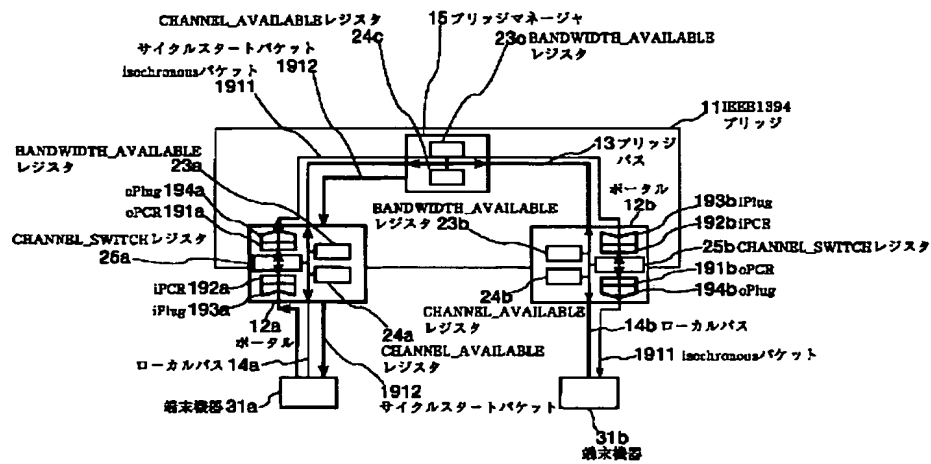 CHANNEL_AVAILABLEレジスタ
24c
15ブリッジマネージャ
23c BANDWIDTH_AVAILABLE
レジスタ
サイクルスタートパケット
1912
isochronousパケット
1911
11 IEEE1394
ブリッジ
BANDWIDTH_AVAILABLE
レジスタ 23a
13ブリッジ
バス
oPlug 194a
oPCR 191a
CHANNEL_SWITCHレジスタ
25a
BANDWIDTH_AVAILABLE
レジスタ 23b
ポータル
12b
193b iPlug
192b iPCR
25b CHANNEL_SWITCHレジスタ
iPCR 192a
iPlug 193a
12a
ポータル
24a
CHANNEL_AVAILABLE
レジスタ
24b
CHANNEL_AVAILABLE
レジスタ
191b oPCR
194b oPlug
14bローカルバス
ローカルバス14a
1911 isochronousパケット
1912
サイクルスタートパケット
端末機器31a
31b
端末機器